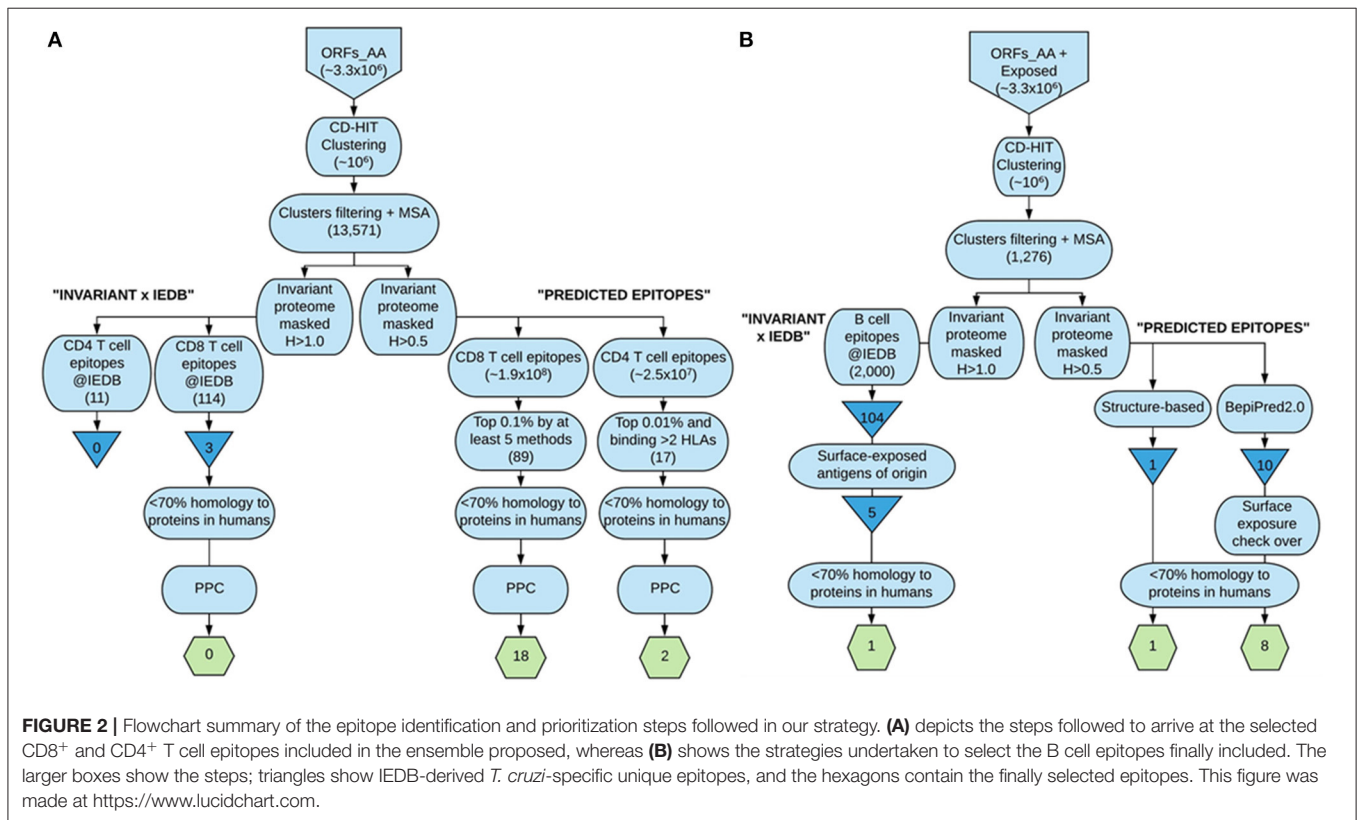 A
ORFs_AA
(~3.3x10⁶)
CD-HIT
Clustering
(~10⁶)
Clusters filtering + MSA
(13,571)
"INVARIANT x IEDB"
Invariant
proteome
masked
H>1.0
Invariant
proteome
masked
H>0.5
"PREDICTED EPITOPES"
CD4 T cell
epitopes
@IEDB
(11)
CD8 T cell
epitopes
@IEDB
(114)
CD8 T cell epitopes
(~1.9x10⁸)
CD4 T cell epitopes
(~2.5x10⁷)
0
3
Top 0.1% by at
least 5 methods
(89)
Top 0.01% and
binding >2 HLAs
(17)
<70% homology to
proteins in humans
<70% homology to
proteins in humans
<70% homology to
proteins in humans
PPC
PPC
PPC
0
18
2
B
ORFs_AA +
Exposed
(~3.3x10⁶)
CD-HIT
Clustering
(~10⁶)
Clusters filtering + MSA
(1,276)
"INVARIANT
x IEDB"
B cell
epitopes
@IEDB
(2,000)
Invariant
proteome
masked
H>1.0
Invariant
proteome
masked
H>0.5
"PREDICTED EPITOPES"
104
Structure-based
BepiPred2.0
Surface-exposed
antigens of origin
1
10
5
Surface
exposure
check over
<70% homology to
proteins in humans
<70% homology to
proteins in humans
1
1
8
FIGURE 2 | Flowchart summary of the epitope identification and prioritization steps followed in our strategy. (A) depicts the steps followed to arrive at the selected
CD8⁺ and CD4⁺ T cell epitopes included in the ensemble proposed, whereas (B) shows the strategies undertaken to select the B cell epitopes finally included. The
larger boxes show the steps; triangles show IEDB-derived T. cruzi-specific unique epitopes, and the hexagons contain the finally selected epitopes. This figure was
made at https://www.lucidchart.com.